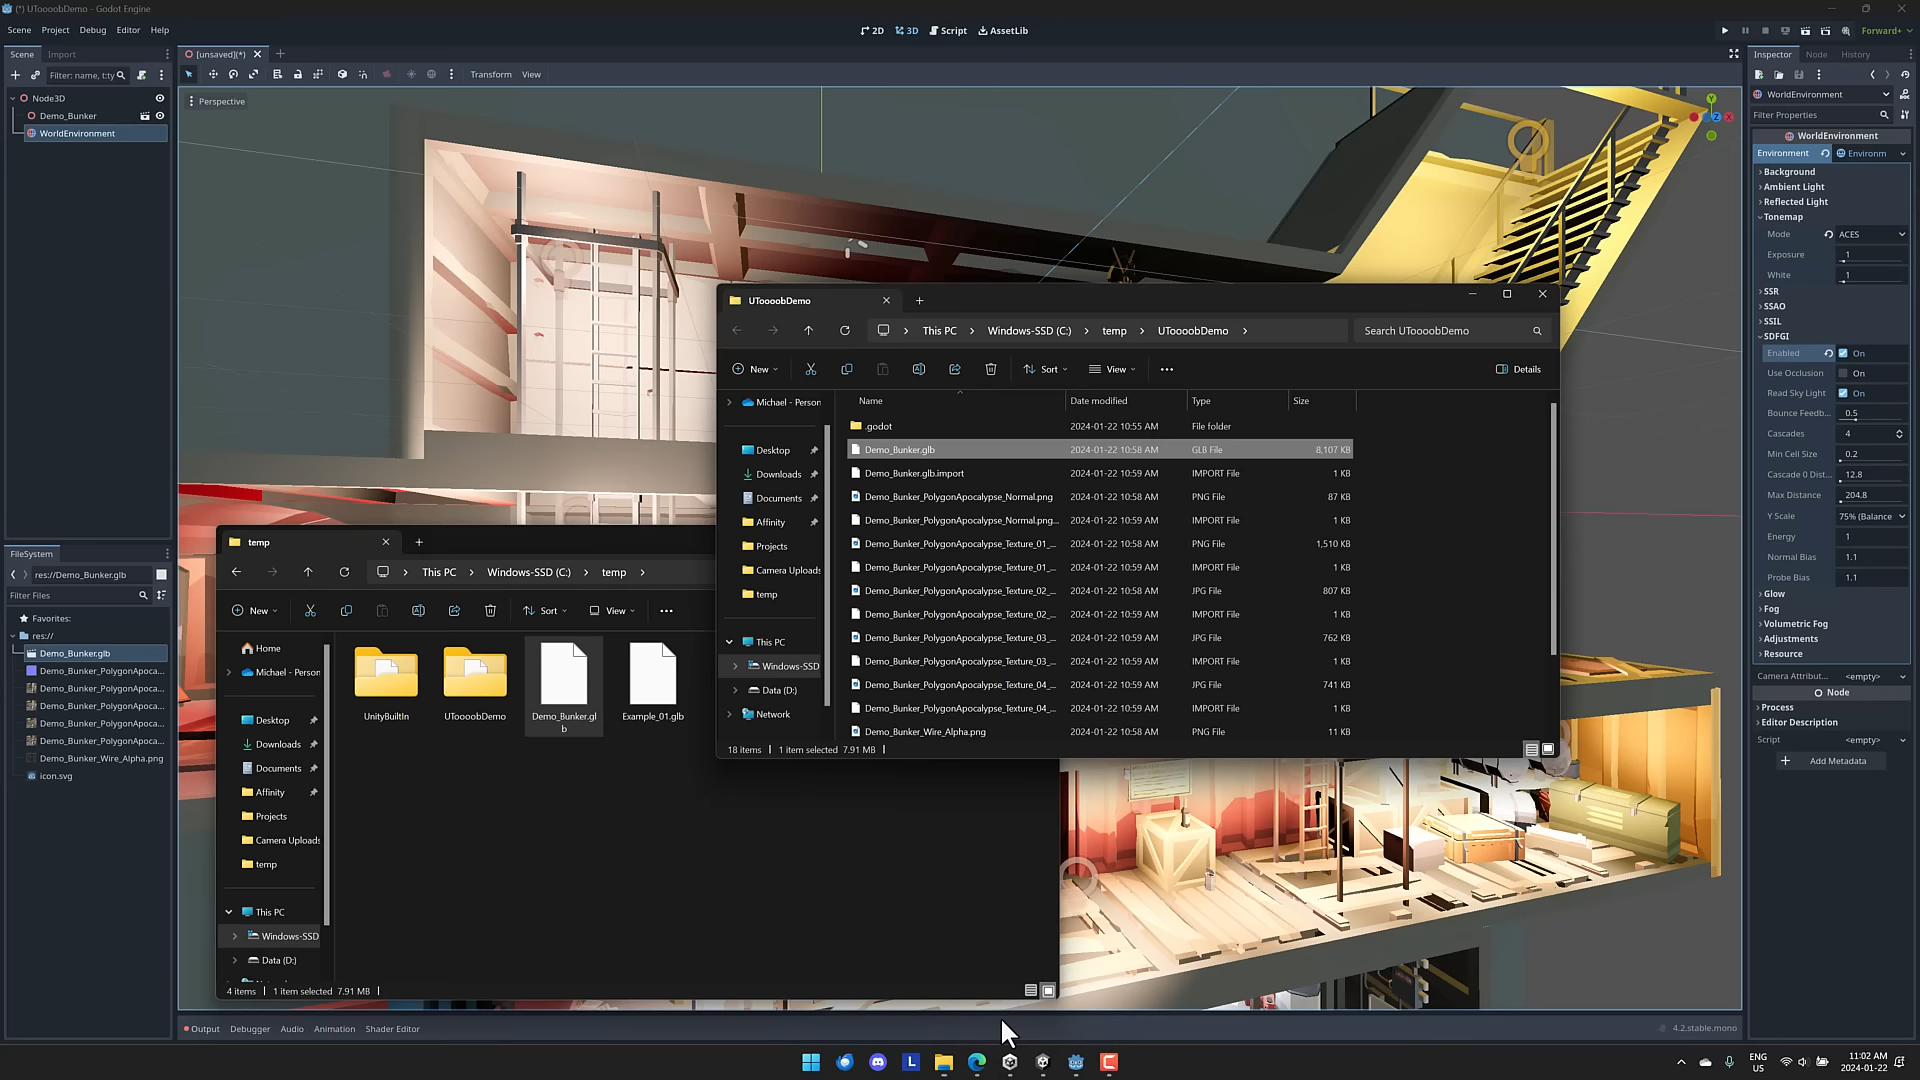 (*) UToooobDemo - Godot Engine
Scene Project Debug Editor Help
2D 3D Script AssetLib
Forward+
Scene Import
[unsaved](*)
Inspector Node History
Filter: name, t:ty
Transform View
Perspective
Node3D
Demo_Bunker
WorldEnvironment
WorldEnvironment
Filter Properties
WorldEnvironment
Environment Environm
Background
Ambient Light
Reflected Light
Tonemap
Mode ACES
Exposure 1
White 1
SSR
SSAO
SSIL
SDFGI
Enabled On
Use Occlusion On
Read Sky Light On
Bounce Feedb... 0.5
Cascades 4
Min Cell Size 0.2
Cascade 0 Dist... 12.8
Max Distance 204.8
Y Scale 75% (Balance
Energy 1
Normal Bias 1.1
Probe Bias 1.1
Glow
Fog
Volumetric Fog
Adjustments
Resource
Camera Attribut... <empty>
Node
Process
Editor Description
Script <empty>
Add Metadata
FileSystem
res://Demo_Bunker.glb
Filter Files
Favorites:
res://
Demo_Bunker.glb
Demo_Bunker_PolygonApoca...
Demo_Bunker_PolygonApoca...
Demo_Bunker_PolygonApoca...
Demo_Bunker_PolygonApoca...
Demo_Bunker_PolygonApoca...
Demo_Bunker_Wire_Alpha.png
icon.svg
UToooobDemo
This PC Windows-SSD (C:) temp UToooobDemo
Search UToooobDemo
New Sort View Details
Michael - Person
Desktop
Downloads
Documents
Affinity
Projects
Camera Uploads
temp
This PC
Windows-SSD
Data (D:)
Network
Name Date modified Type Size
.godot 2024-01-22 10:55 AM File folder
Demo_Bunker.glb 2024-01-22 10:58 AM GLB File 8,107 KB
Demo_Bunker.glb.import 2024-01-22 10:59 AM IMPORT File 1 KB
Demo_Bunker_PolygonApocalypse_Normal.png 2024-01-22 10:58 AM PNG File 87 KB
Demo_Bunker_PolygonApocalypse_Normal.png... 2024-01-22 10:59 AM IMPORT File 1 KB
Demo_Bunker_PolygonApocalypse_Texture_01_... 2024-01-22 10:58 AM PNG File 1,510 KB
Demo_Bunker_PolygonApocalypse_Texture_01_... 2024-01-22 10:59 AM IMPORT File 1 KB
Demo_Bunker_PolygonApocalypse_Texture_02_... 2024-01-22 10:58 AM JPG File 807 KB
Demo_Bunker_PolygonApocalypse_Texture_02_... 2024-01-22 10:59 AM IMPORT File 1 KB
Demo_Bunker_PolygonApocalypse_Texture_03_... 2024-01-22 10:59 AM JPG File 762 KB
Demo_Bunker_PolygonApocalypse_Texture_03_... 2024-01-22 10:59 AM IMPORT File 1 KB
Demo_Bunker_PolygonApocalypse_Texture_04_... 2024-01-22 10:59 AM JPG File 741 KB
Demo_Bunker_PolygonApocalypse_Texture_04_... 2024-01-22 10:59 AM IMPORT File 1 KB
Demo_Bunker_Wire_Alpha.png 2024-01-22 10:58 AM PNG File 11 KB
18 items 1 item selected 7.91 MB
temp
This PC Windows-SSD (C:) temp
New Sort View
Home
Michael - Person
Desktop
Downloads
Documents
Affinity
Projects
Camera Uploads
temp
This PC
Windows-SSD
Data (D:)
UnityBuiltIn
UToooobDemo
Demo_Bunker.gl
b
Example_01.glb
4 items 1 item selected 7.91 MB
Output Debugger Audio Animation Shader Editor
4.2.stable.mono
L
ENG
US
11:02 AM
2024-01-22